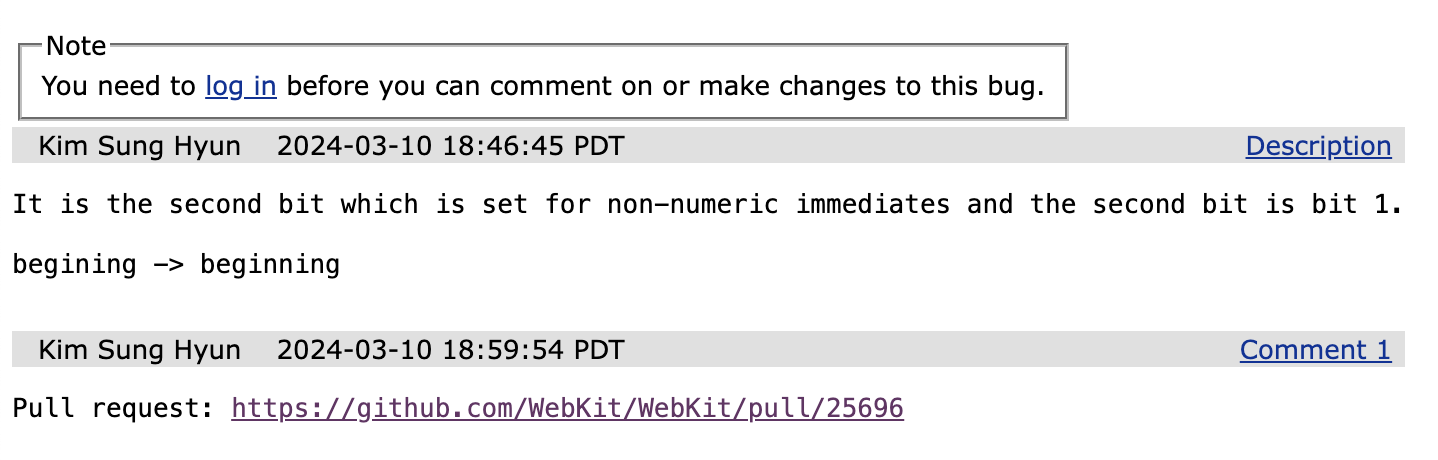 Note
You need to log in before you can comment on or make changes to this bug.
Kim Sung Hyun 2024-03-10 18:46:45 PDT Description
It is the second bit which is set for non-numeric immediates and the second bit is bit 1.
begining -> beginning
Kim Sung Hyun 2024-03-10 18:59:54 PDT Comment 1
Pull request: https://github.com/WebKit/WebKit/pull/25696